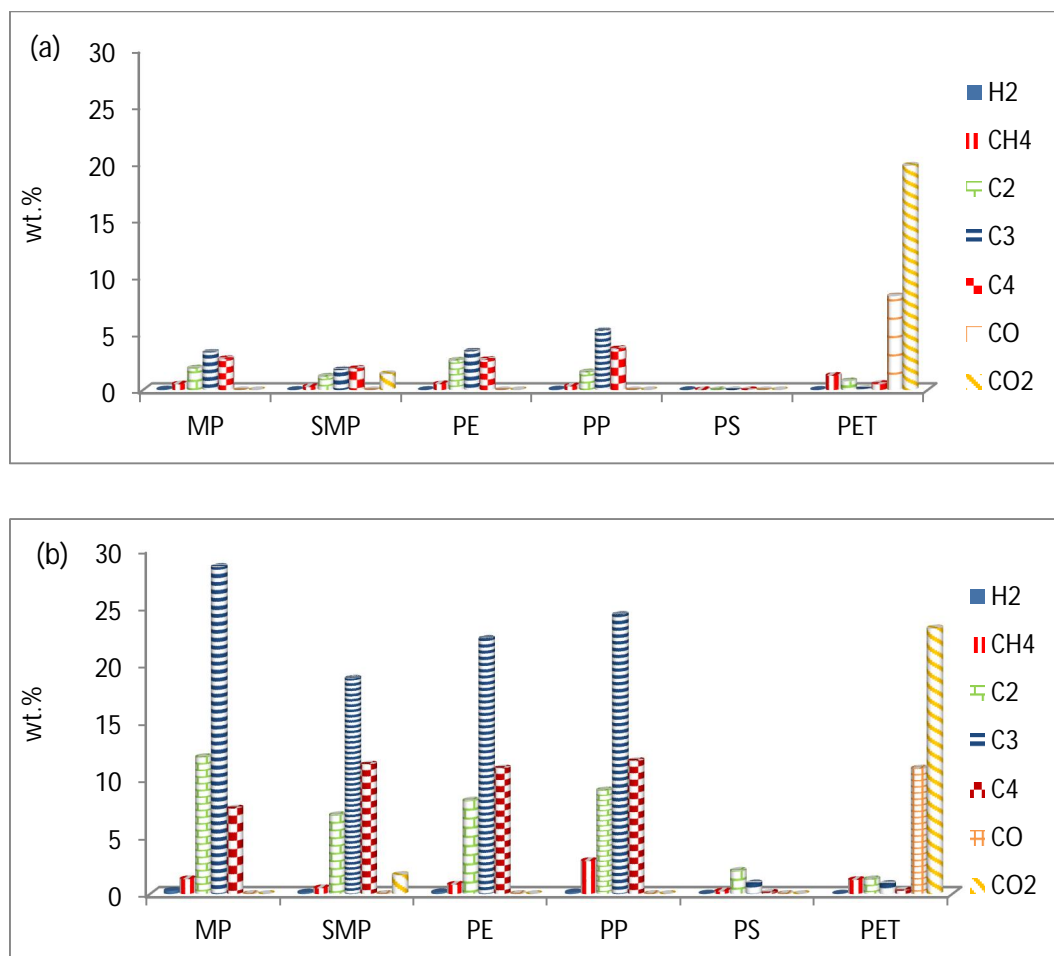 (a)
30
25
20
15
10
5
0
wt.%
MP SMP PE PP PS PET
H2
CH4
C2
C3
C4
CO
CO2
(b)
30
25
20
15
10
5
0
wt.%
MP SMP PE PP PS PET
H2
CH4
C2
C3
C4
CO
CO2